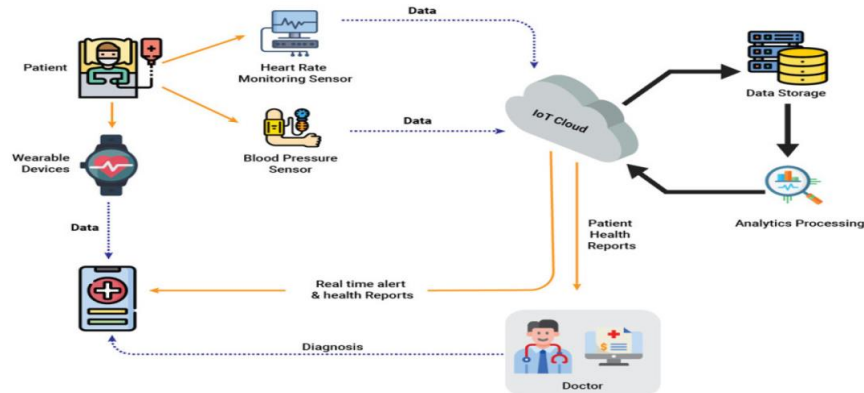 Data
Patient
Heart Rate
Monitoring Sensor
Data Storage
IoT Cloud
Data
Wearable
Devices
Blood Pressure
Sensor
Analytics Processing
Patient
Health
Reports
Data
Real time alert
& health Reports
Diagnosis
Doctor